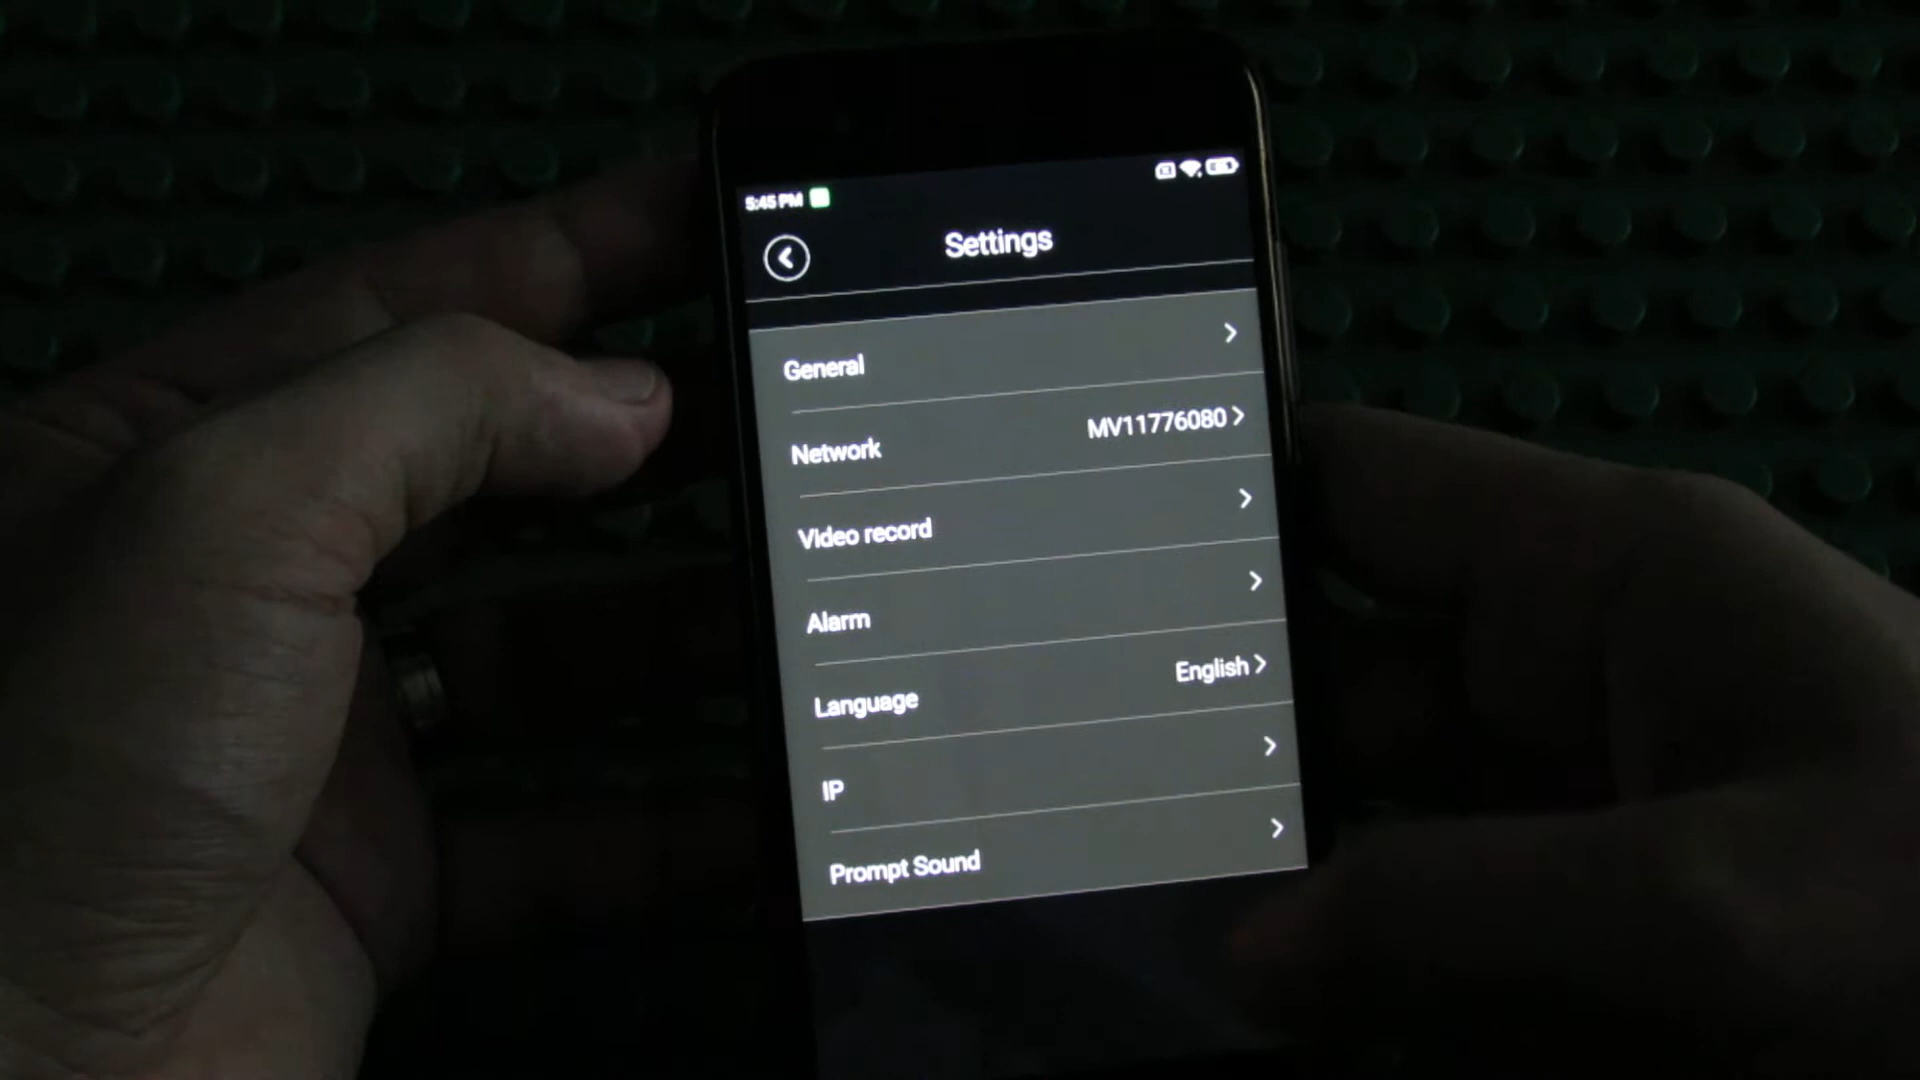 5:45 PM
Settings
General
Network MV11776080
Video record
Alarm
Language English
IP
Prompt Sound